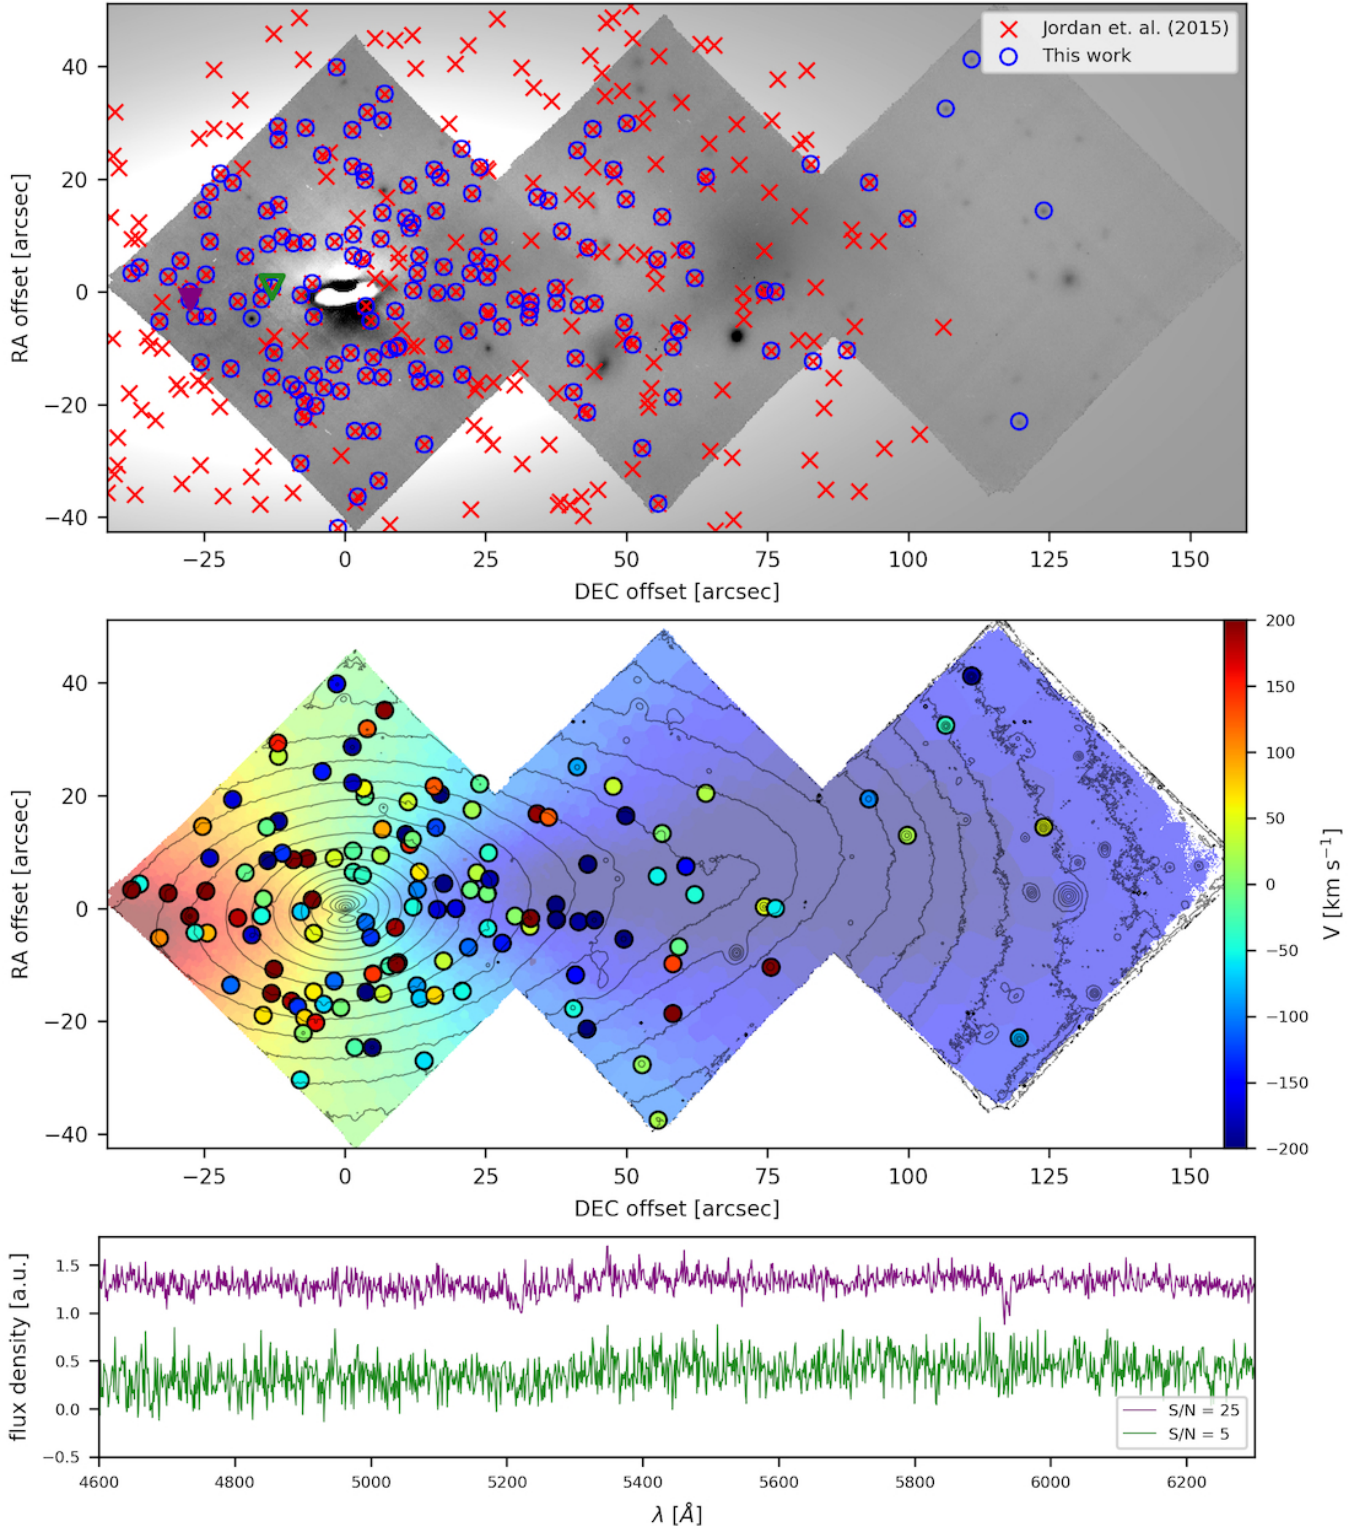 Jordan et. al. (2015)
This work
40
20
0
−20
−40
RA offset [arcsec]
−25 0 25 50 75 100 125 150
DEC offset [arcsec]
40
20
0
−20
−40
RA offset [arcsec]
−25 0 25 50 75 100 125 150
DEC offset [arcsec]
200
150
100
50
0
−50
−100
−150
−200
V [km s⁻¹]
1.5
1.0
0.5
0.0
−0.5
flux density [a.u.]
S/N = 25
S/N = 5
4600 4800 5000 5200 5400 5600 5800 6000 6200
λ [Å]